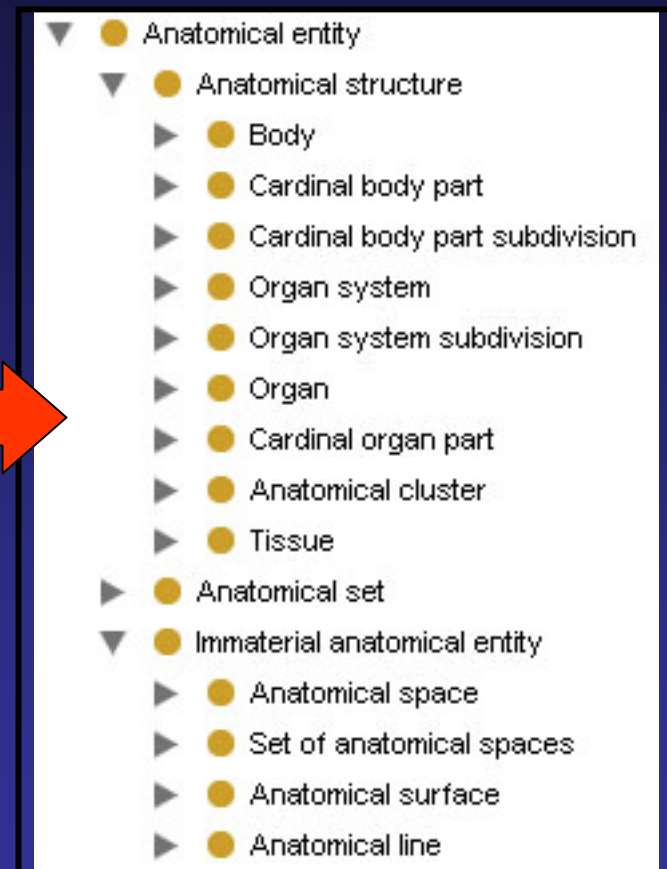 Anatomical entity
Anatomical structure
Body
Cardinal body part
Cardinal body part subdivision
Organ system
Organ system subdivision
Organ
Cardinal organ part
Anatomical cluster
Tissue
Anatomical set
Immaterial anatomical entity
Anatomical space
Set of anatomical spaces
Anatomical surface
Anatomical line